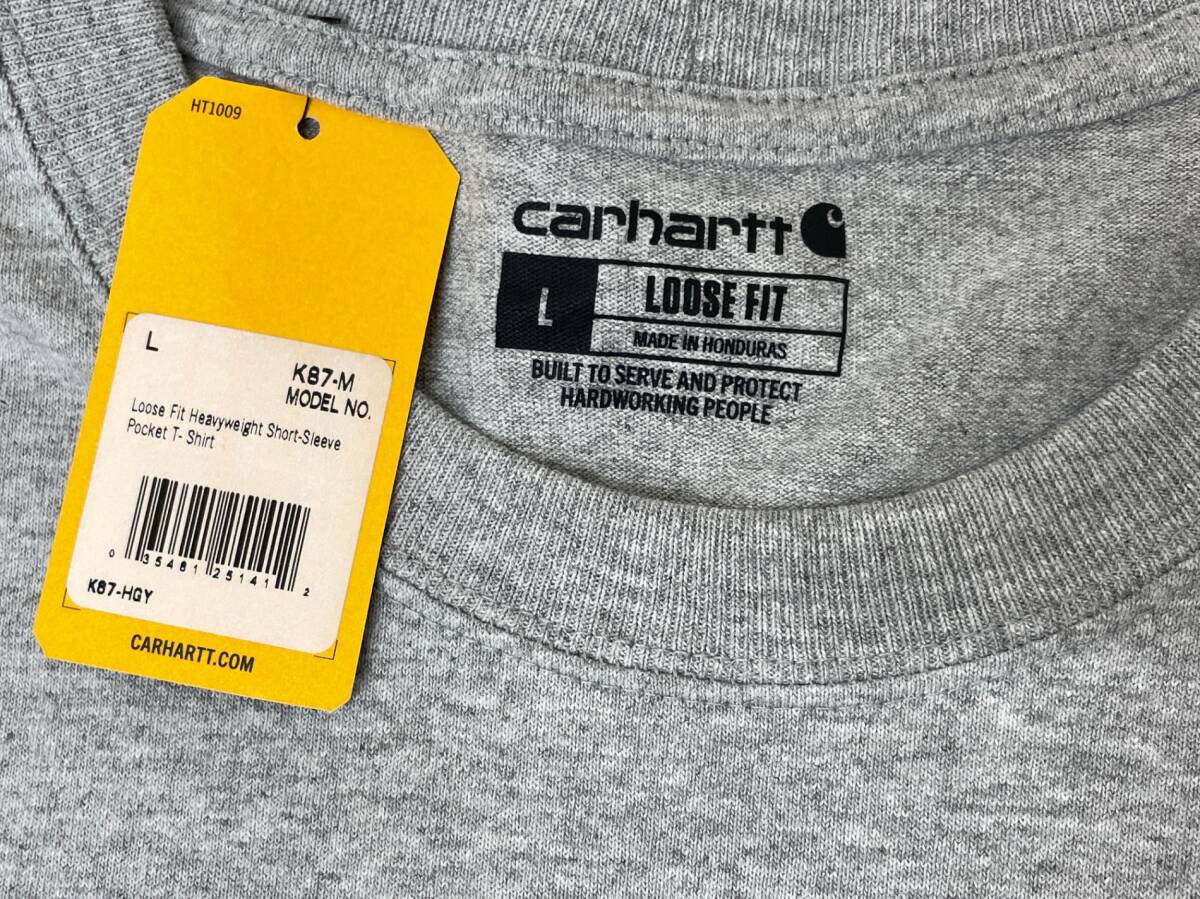 HT1009
L
K87-M
MODEL NO.
Loose Fit Heavyweight Short-Sleeve
Pocket T- Shirt
0 35481 25141 2
K87-HGY
CARHARTT.COM
carhartt
L
LOOSE FIT
MADE IN HONDURAS
BUILT TO SERVE AND PROTECT
HARDWORKING PEOPLE